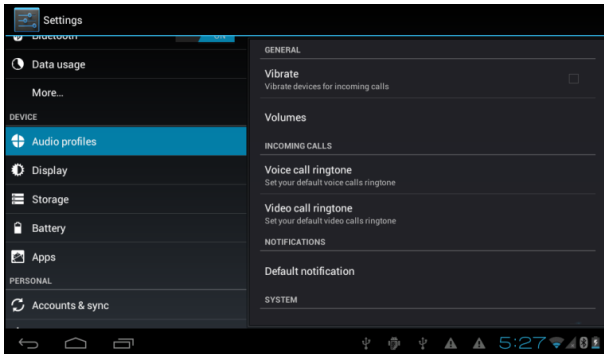 Settings
Bluetooth
ON
Data usage
More...
DEVICE
Audio profiles
Display
Storage
Battery
Apps
PERSONAL
Accounts & sync
GENERAL
Vibrate
Vibrate devices for incoming calls
Volumes
INCOMING CALLS
Voice call ringtone
Set your default voice calls ringtone
Video call ringtone
Set your default video calls ringtone
NOTIFICATIONS
Default notification
SYSTEM
5:27